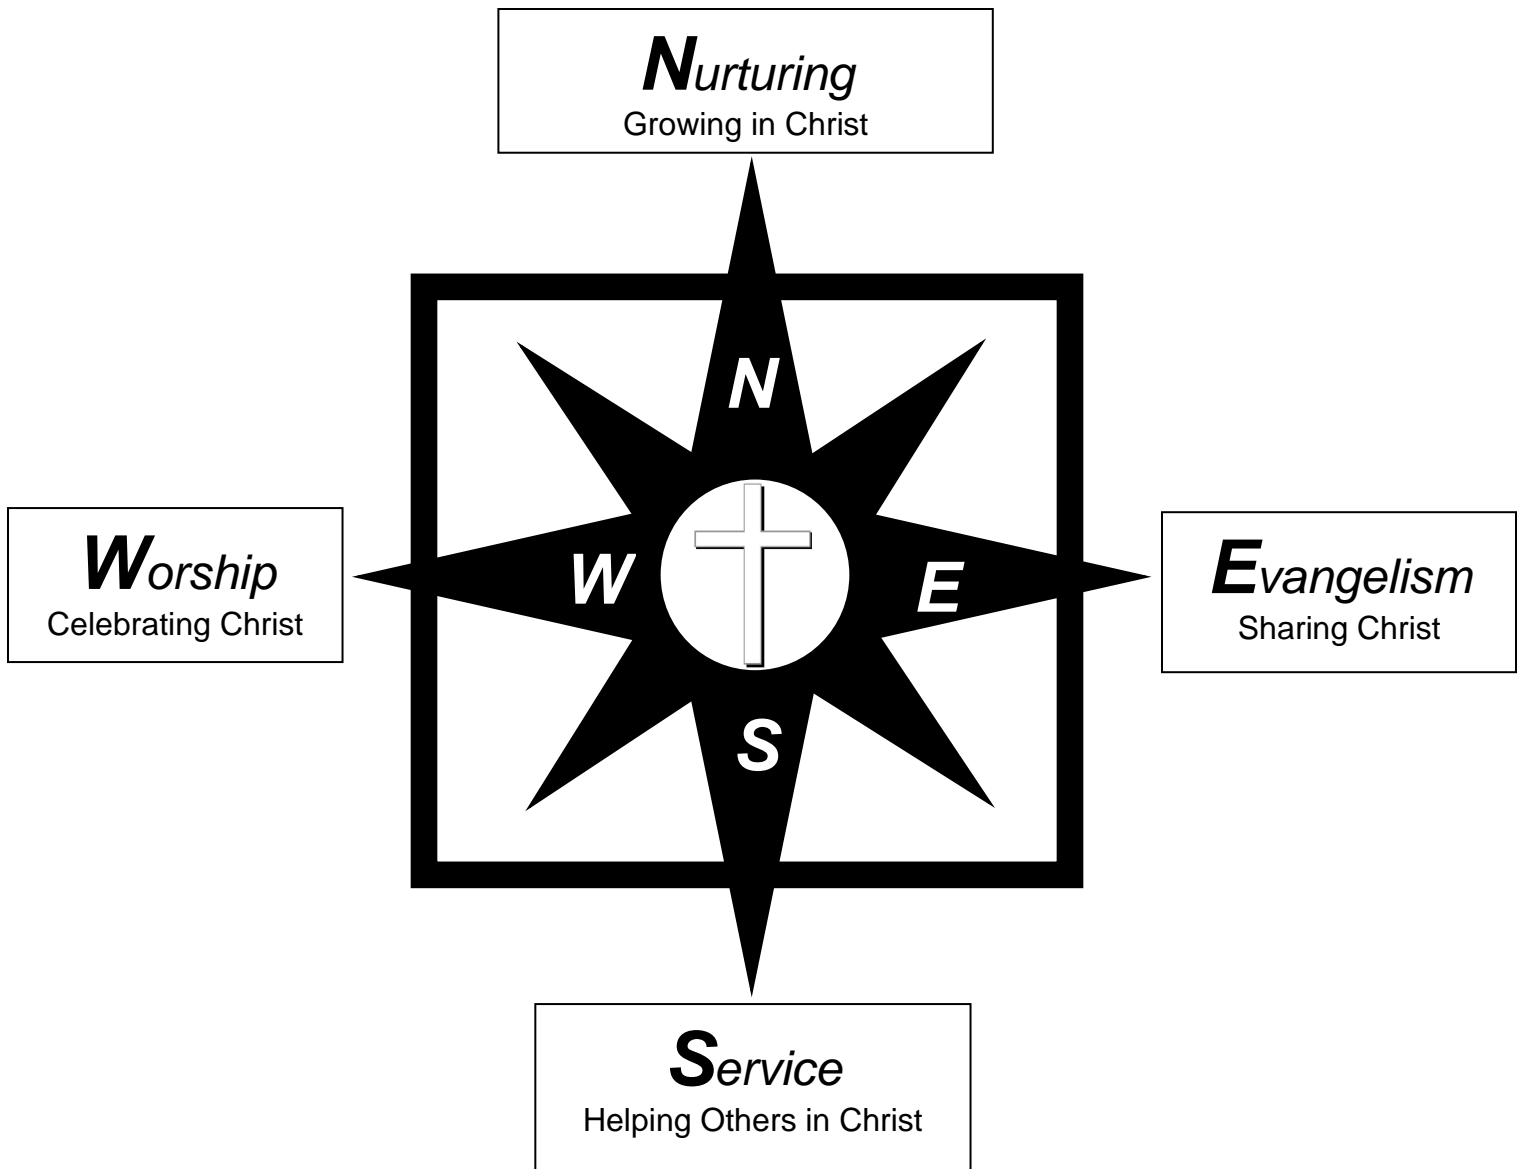 Nurturing
Growing in Christ
N
Worship
Celebrating Christ
W
E
Evangelism
Sharing Christ
S
Service
Helping Others in Christ